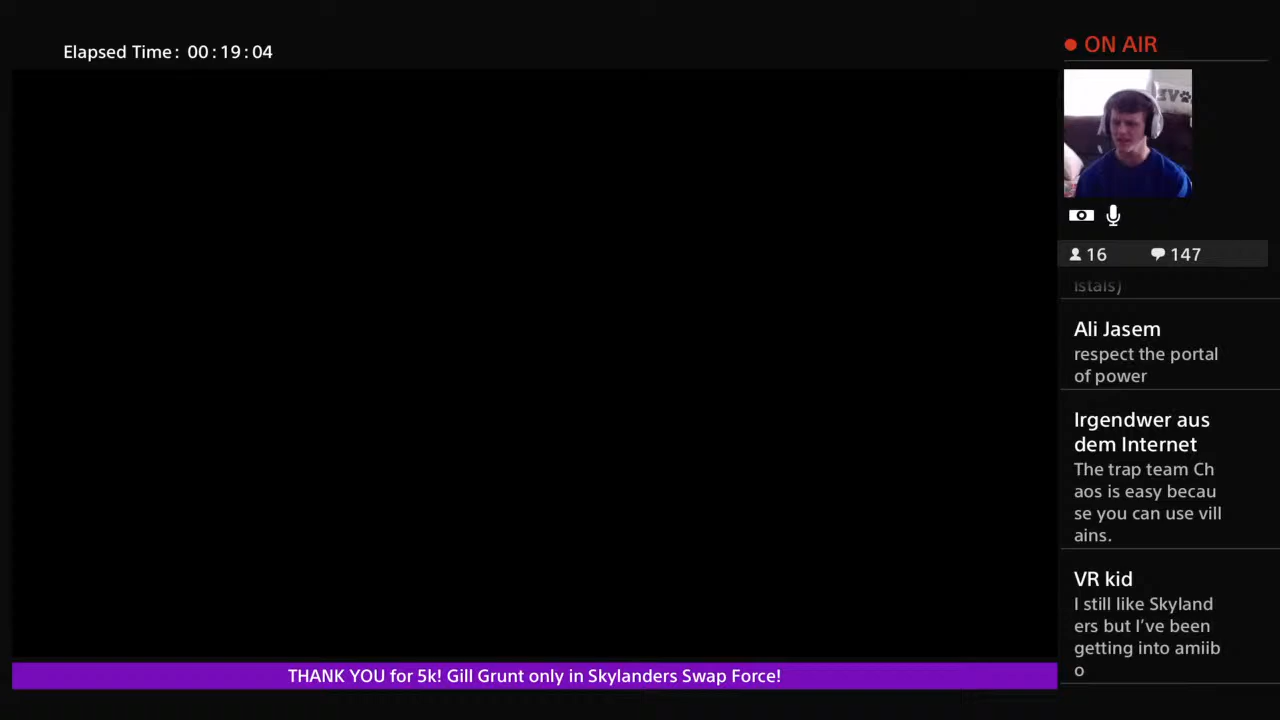 Elapsed Time: 00:19:04
ON AIR
16 147
istals)
Ali Jasem
respect the portal
of power
Irgendwer aus
dem Internet
The trap team Ch
aos is easy becau
se you can use vill
ains.
VR kid
I still like Skyland
ers but I've been
getting into amiib
o
THANK YOU for 5k! Gill Grunt only in Skylanders Swap Force!